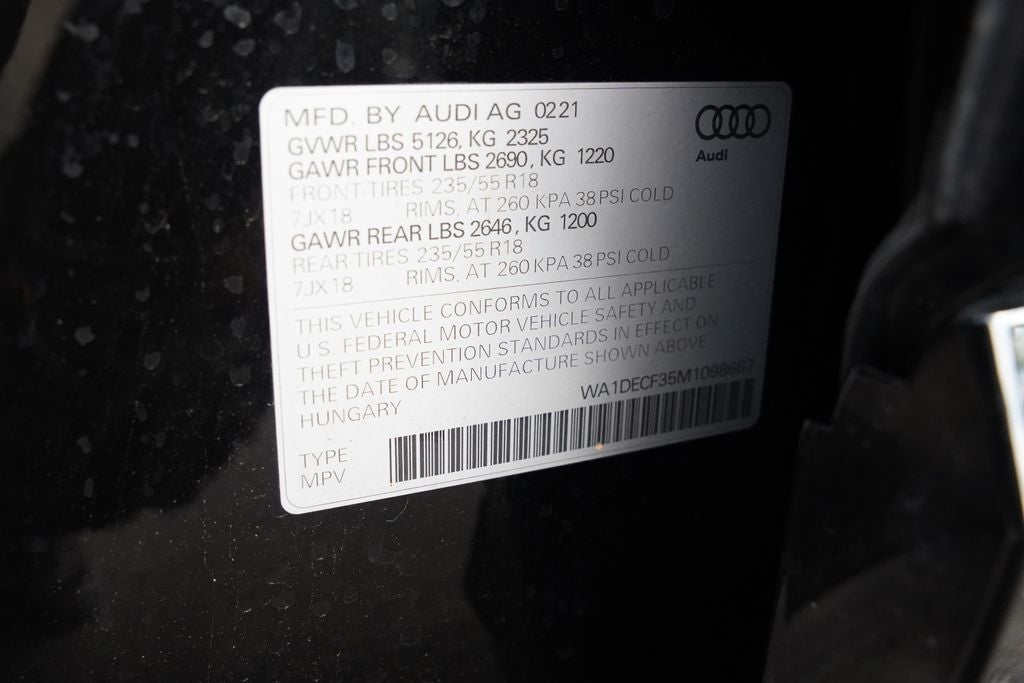 MFD. BY AUDI AG 0221
GVWR LBS 5126, KG 2325
GAWR FRONT LBS 2690, KG 1220
FRONT-TIRES 235/55 R18
7JX18 RIMS, AT 260 KPA 38 PSI COLD
GAWR REAR LBS 2646, KG 1200
REAR-TIRES 235/55 R18
7JX18 RIMS, AT 260 KPA 38 PSI COLD
THIS VEHICLE CONFORMS TO ALL APPLICABLE
U.S. FEDERAL MOTOR VEHICLE SAFETY AND
THEFT PREVENTION STANDARDS IN EFFECT ON
THE DATE OF MANUFACTURE SHOWN ABOVE
HUNGARY
WA1DECF35M1098667
TYPE:
MPV
Audi